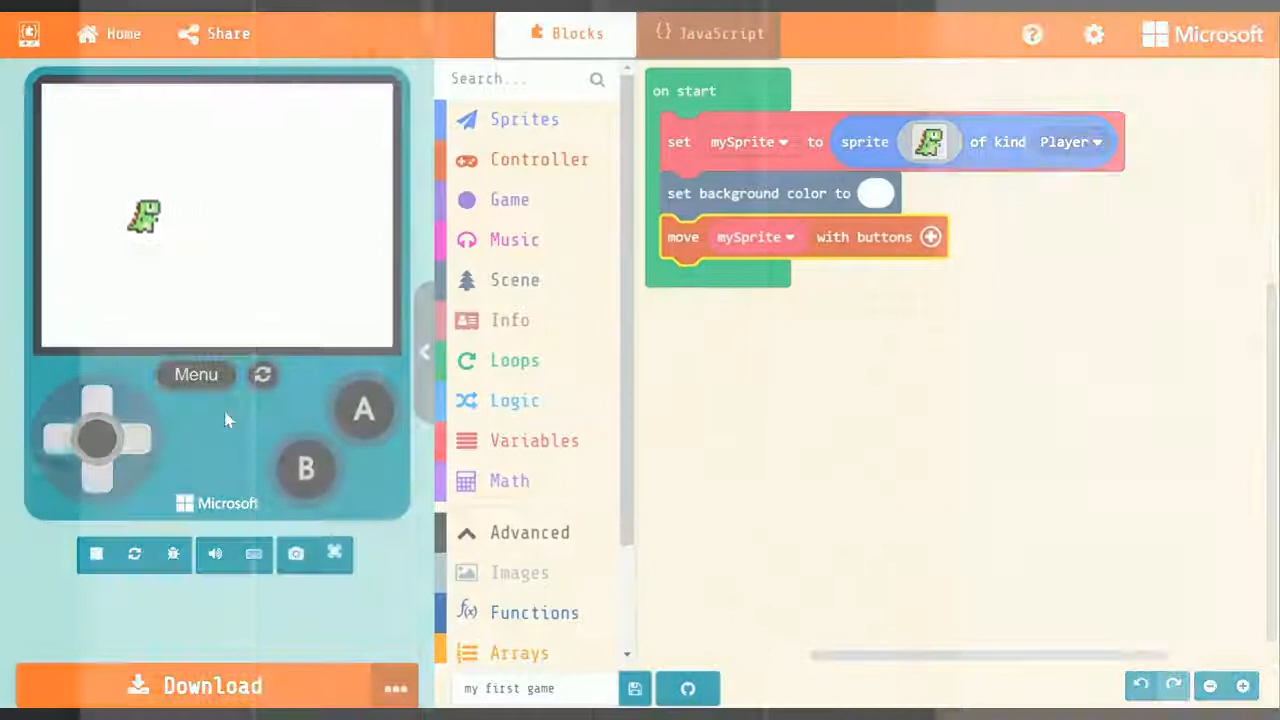 Home
Share
Blocks
{} JavaScript
Microsoft
Search...
Sprites
Controller
Game
Music
Scene
Info
Loops
Logic
Variables
Math
Advanced
Images
Functions
Arrays
on start
set mySprite to sprite of kind Player
set background color to
move mySprite with buttons
Menu
A
B
Microsoft
Download
my first game